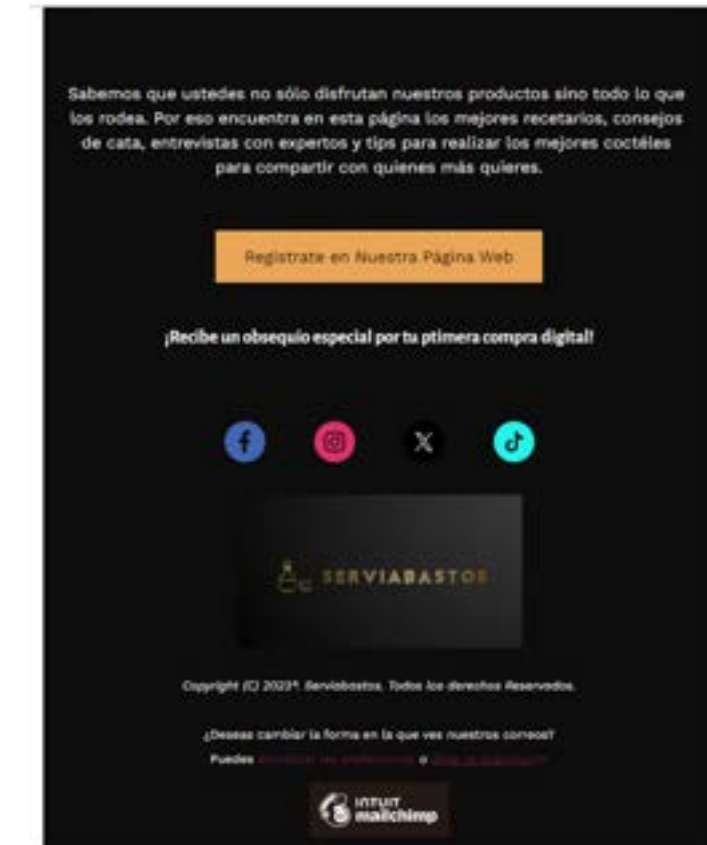 Sabemos que ustedes no sólo disfrutan nuestros productos sino todo lo que
los rodea. Por eso encuentra en esta página los mejores recetarios, consejos
de cata, entrevistas con expertos y tips para realizar los mejores coctéles
para compartir con quienes más quieres.
Registrate en Nuestra Página Web
¡Recibe un obsequio especial por tu ptimera compra digital!
SERVIABASTOS
Copyright (C) 2023*. Serviabastos. Todos los derechos Reservados.
¿Deseas cambiar la forma en la que ves nuestros correos?
Puedes o
INTUIT
mailchimp